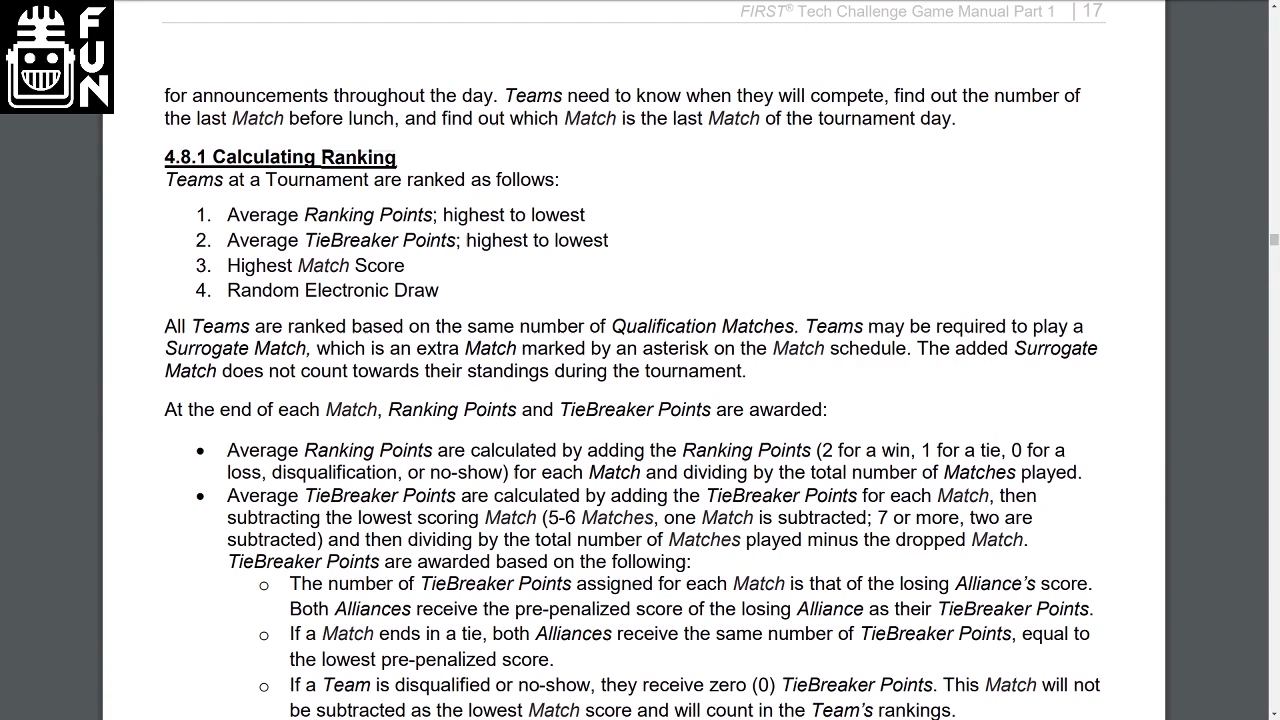 FIRST® Tech Challenge Game Manual Part 1 | 17
FUN
for announcements throughout the day. Teams need to know when they will compete, find out the number of
the last Match before lunch, and find out which Match is the last Match of the tournament day.
4.8.1 Calculating Ranking
Teams at a Tournament are ranked as follows:
1. Average Ranking Points; highest to lowest
2. Average TieBreaker Points; highest to lowest
3. Highest Match Score
4. Random Electronic Draw
All Teams are ranked based on the same number of Qualification Matches. Teams may be required to play a
Surrogate Match, which is an extra Match marked by an asterisk on the Match schedule. The added Surrogate
Match does not count towards their standings during the tournament.
At the end of each Match, Ranking Points and TieBreaker Points are awarded:
• Average Ranking Points are calculated by adding the Ranking Points (2 for a win, 1 for a tie, 0 for a
loss, disqualification, or no-show) for each Match and dividing by the total number of Matches played.
• Average TieBreaker Points are calculated by adding the TieBreaker Points for each Match, then
subtracting the lowest scoring Match (5-6 Matches, one Match is subtracted; 7 or more, two are
subtracted) and then dividing by the total number of Matches played minus the dropped Match.
TieBreaker Points are awarded based on the following:
o The number of TieBreaker Points assigned for each Match is that of the losing Alliance's score.
Both Alliances receive the pre-penalized score of the losing Alliance as their TieBreaker Points.
o If a Match ends in a tie, both Alliances receive the same number of TieBreaker Points, equal to
the lowest pre-penalized score.
o If a Team is disqualified or no-show, they receive zero (0) TieBreaker Points. This Match will not
be subtracted as the lowest Match score and will count in the Team's rankings.